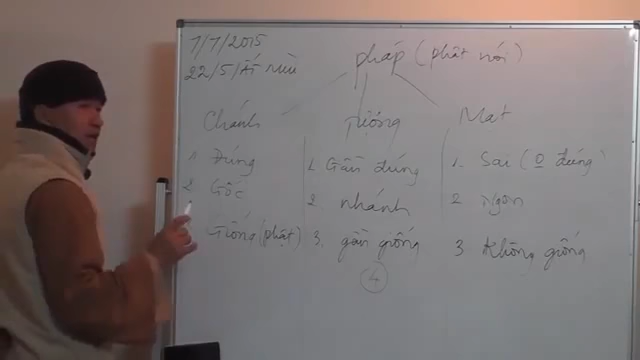 7/7/2015
22/5/Ất mùi
pháp (phật nói)
Chánh Tượng Mạt
1. Đúng 1. Gần đúng 1. Sai (0 đúng)
2. Gốc 2. nhánh 2. Ngọn
Giống (phật) 3. gần giống 3. Không giống
4